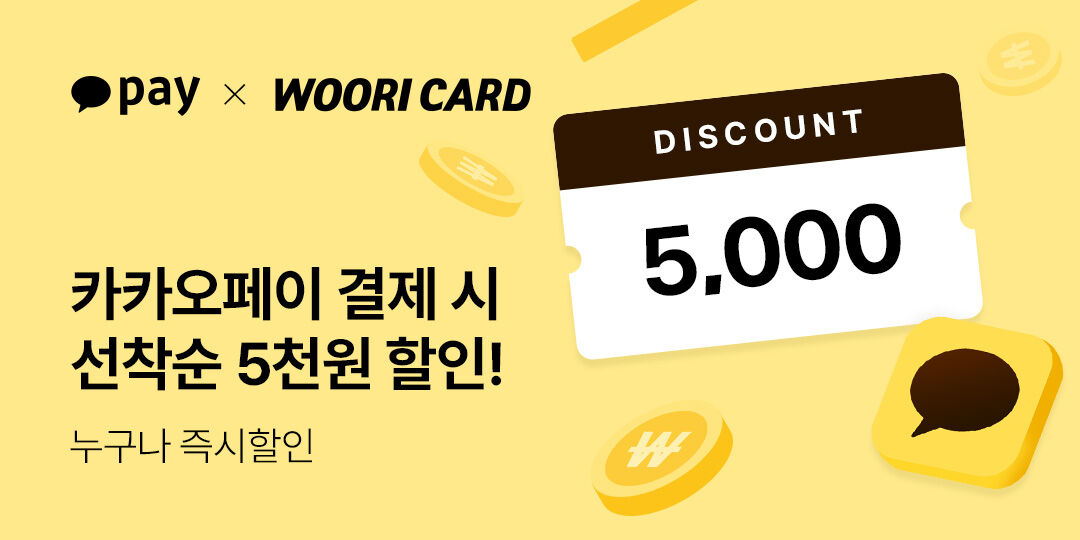 pay × WOORI CARD
카카오페이 결제 시
선착순 5천원 할인!
누구나 즉시할인
DISCOUNT
5,000
₩